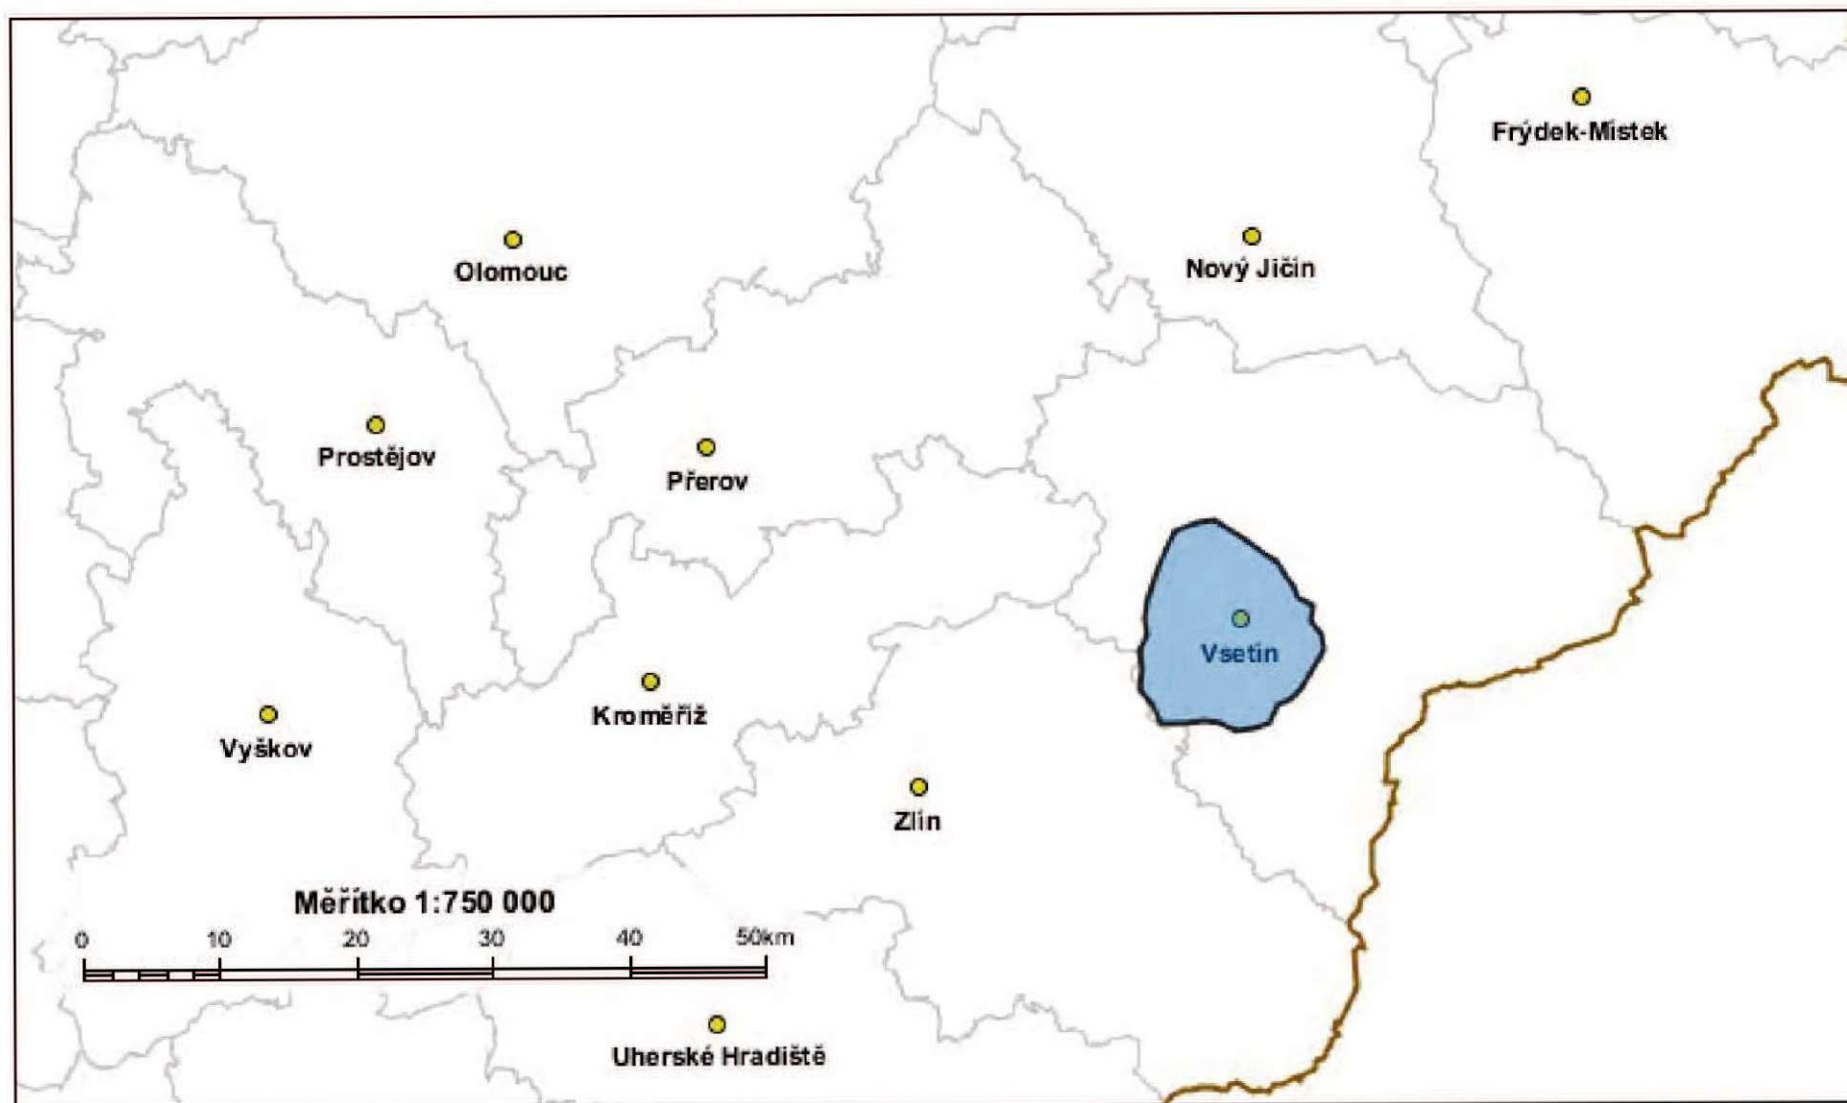 Frýdek-Místek
Olomouc
Nový Jičín
Prostějov
Přerov
Vsetín
Kroměříž
Vyškov
Zlín
Měřítko 1:750 000
0 10 20 30 40 50km
Uherské Hradiště